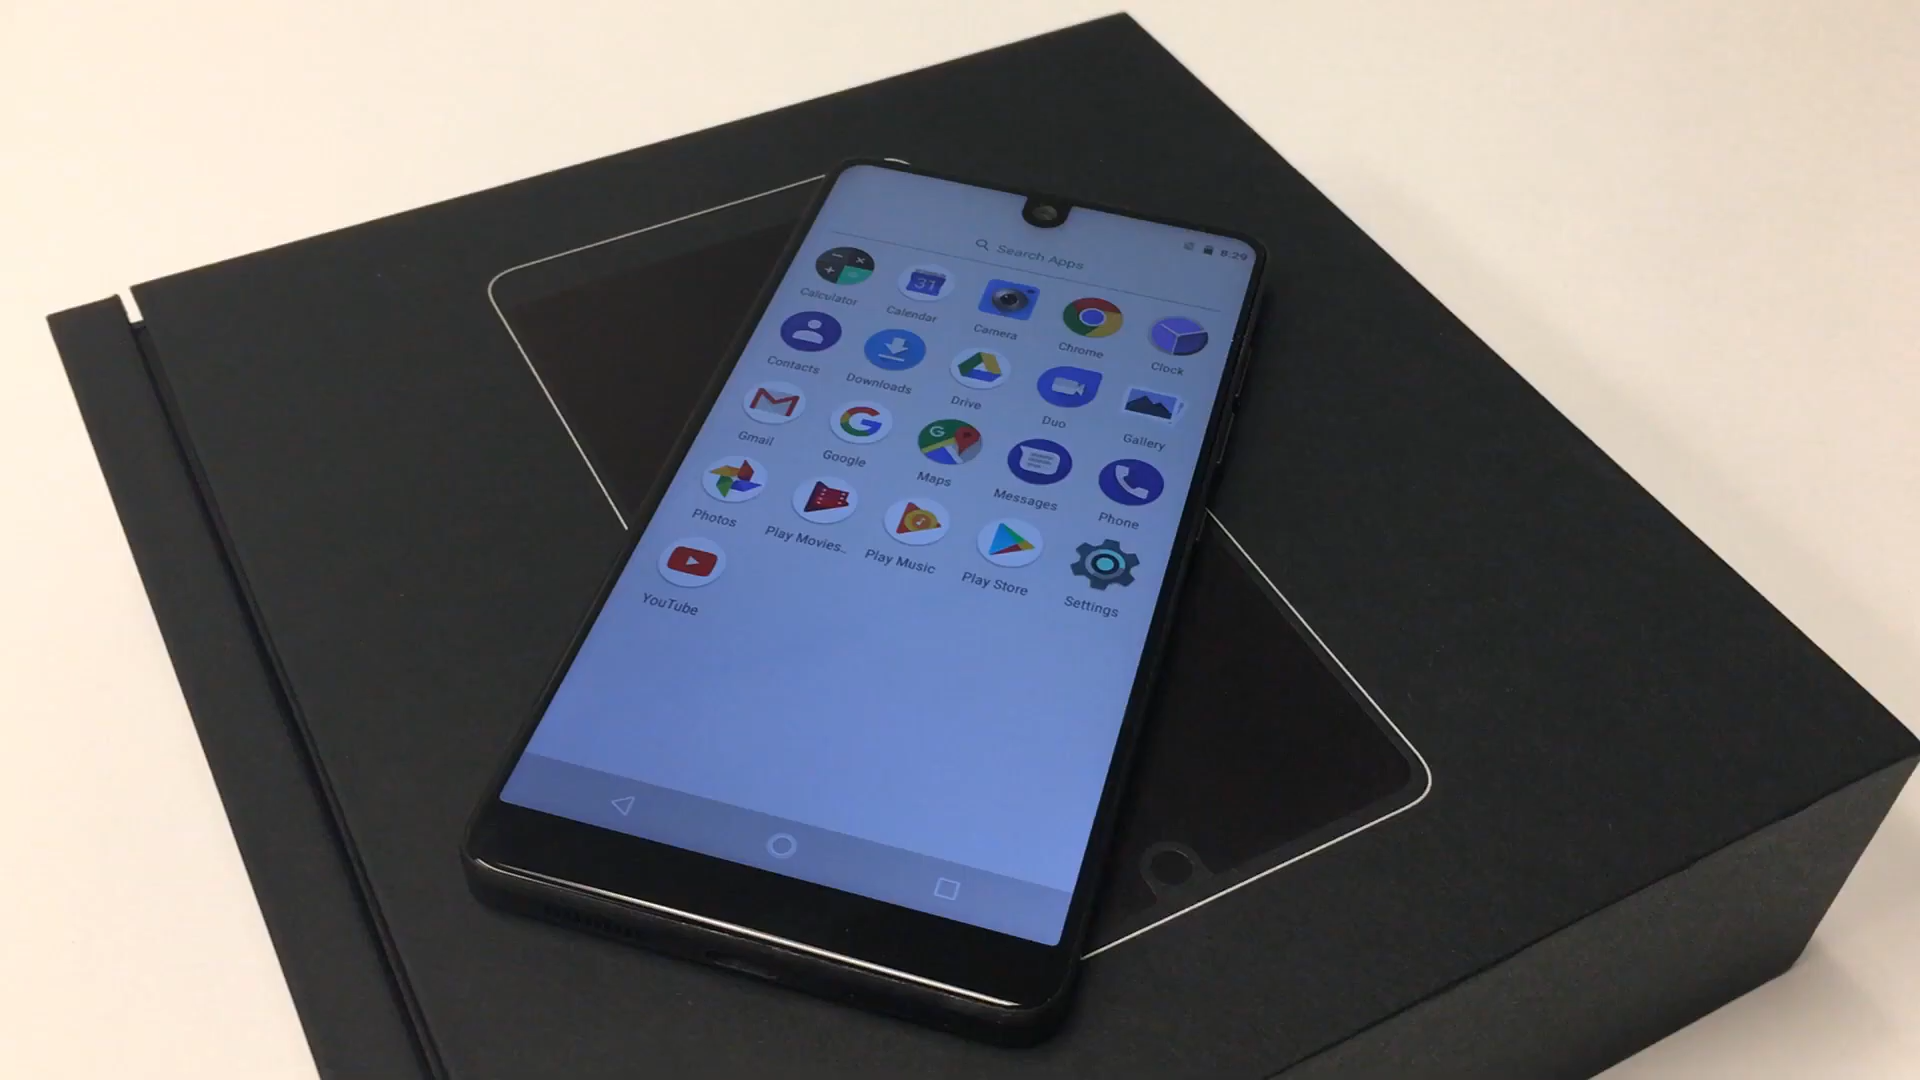 8:29
Search Apps
31
Calculator
Calendar
Camera
Chrome
Clock
Contacts
Downloads
Drive
Duo
Gallery
G
Gmail
Google
Maps
Messages
Phone
Photos
Play Movies..
Play Music
Play Store
Settings
YouTube